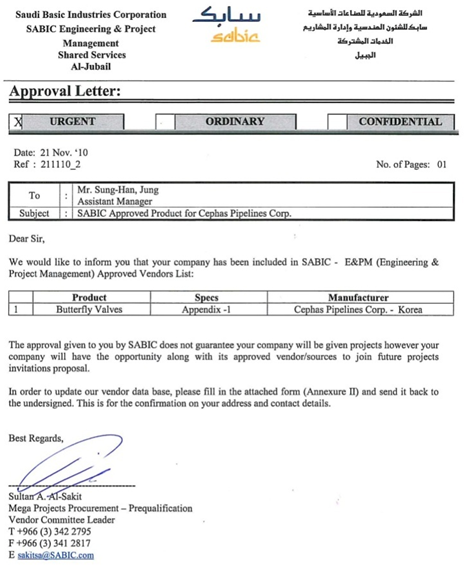 Saudi Basic Industries Corporation
SABIC Engineering & Project
Management
Shared Services
Al-Jubail
سابك
sabic
الشركة السعودية للصناعات الأساسية
سابك للشئون الهندسية وإدارة المشاريع
الخدمات المشتركة
الجبيل
Approval Letter:
X URGENT ORDINARY CONFIDENTIAL
Date: 21 Nov. '10
Ref : 211110_2 No. of Pages: 01
To : Mr. Sung-Han, Jung
Assistant Manager
Subject : SABIC Approved Product for Cephas Pipelines Corp.
Dear Sir,
We would like to inform you that your company has been included in SABIC - E&PM (Engineering &
Project Management) Approved Vendors List:
Product Specs Manufacturer
1 Butterfly Valves Appendix -1 Cephas Pipelines Corp. - Korea
The approval given to you by SABIC does not guarantee your company will be given projects however your
company will have the opportunity along with its approved vendor/sources to join future projects
invitations proposal.
In order to update our vendor data base, please fill in the attached form (Annexure II) and send it back to
the undersigned. This is for the confirmation on your address and contact details.
Best Regards,
Sultan A. Al-Sakit
Mega Projects Procurement – Prequalification
Vendor Committee Leader
T +966 (3) 342 2795
F +966 (3) 341 2817
E sakitsa@SABIC.com